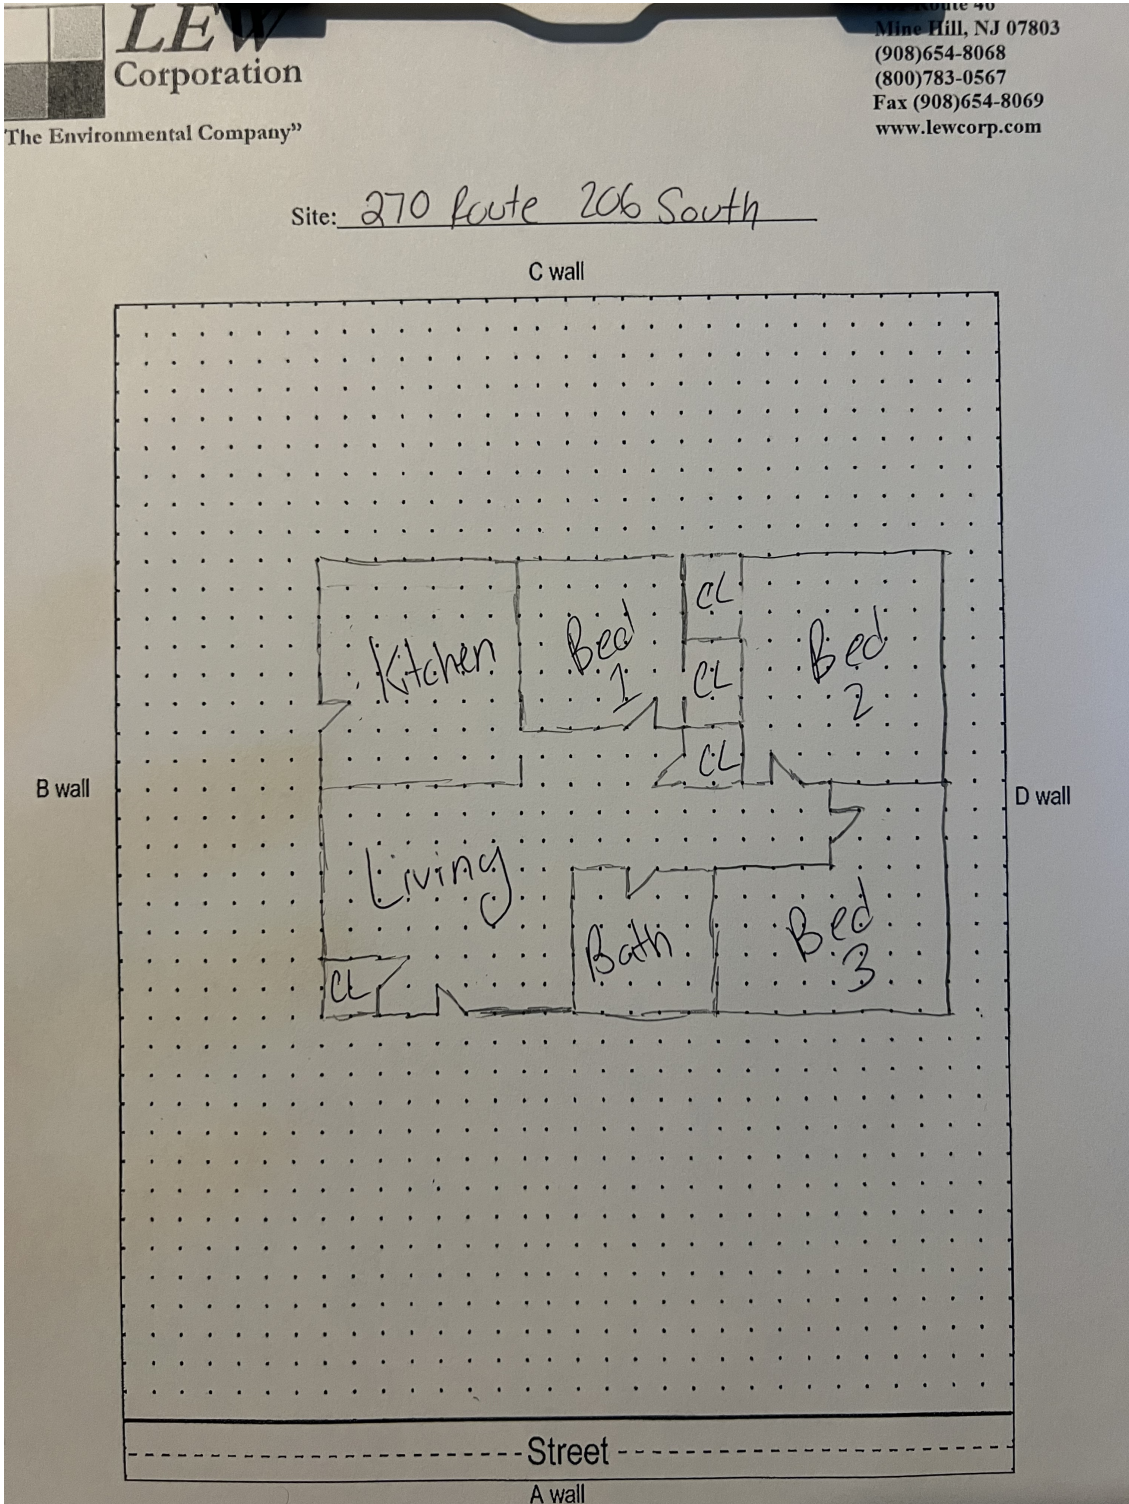 LEW
Corporation
"The Environmental Company"
Mine Hill, NJ 07803
(908)654-8068
(800)783-0567
Fax (908)654-8069
www.lewcorp.com
Site: 270 Route 206 South
C wall
CL
Kitchen
Bed
1
CL
Bed
2
CL
B wall
D wall
Living
Bath
Bed
3
CL
Street
A wall